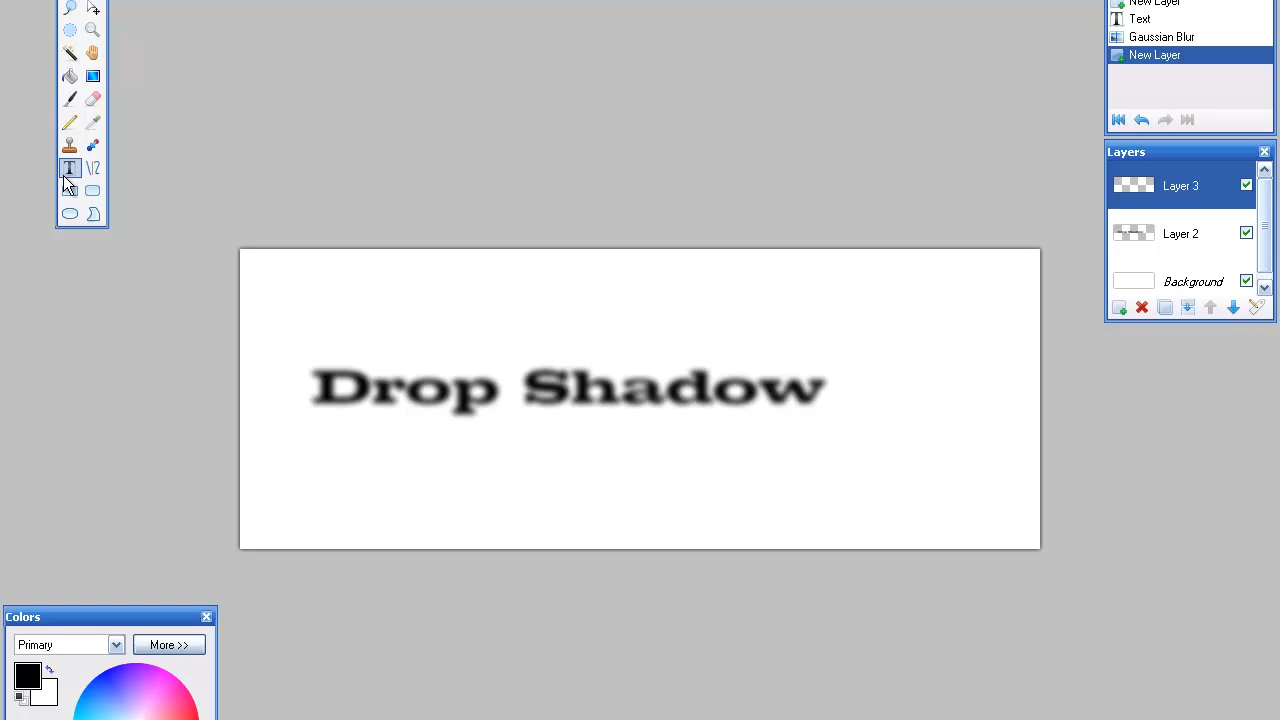 New Layer
Text
Gaussian Blur
New Layer
Layers
Layer 3
Layer 2
Background
Drop Shadow
Colors
Primary
More >>